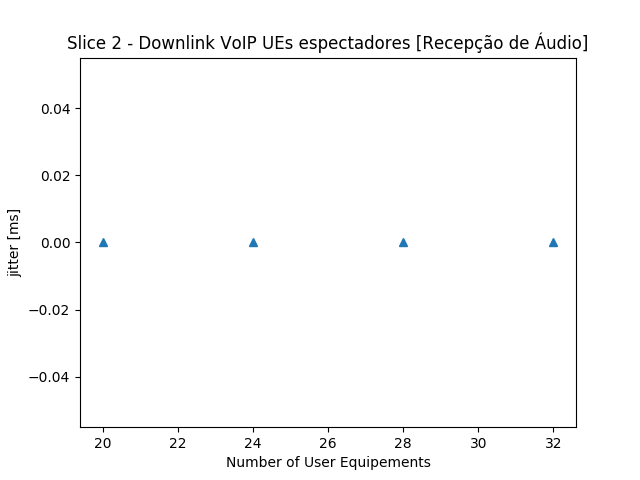 Slice 2 - Downlink VoIP UEs espectadores [Recepção de Áudio]
0.04
0.02
0.00
−0.02
−0.04
jitter [ms]
20 22 24 26 28 30 32
Number of User Equipements